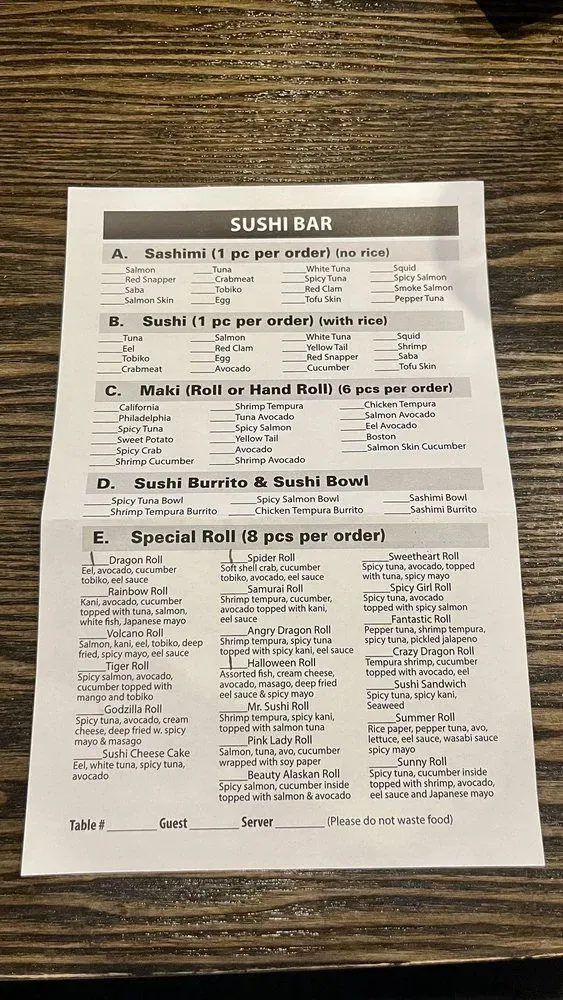 SUSHI BAR
A. Sashimi (1 pc per order) (no rice)
Salmon Tuna White Tuna Squid
Red Snapper Crabmeat Spicy Tuna Spicy Salmon
Saba Tobiko Red Clam Smoke Salmon
Salmon Skin Egg Tofu Skin Pepper Tuna
B. Sushi (1 pc per order) (with rice)
Tuna Salmon White Tuna Squid
Eel Red Clam Yellow Tail Shrimp
Tobiko Egg Red Snapper Saba
Crabmeat Avocado Cucumber Tofu Skin
C. Maki (Roll or Hand Roll) (6 pcs per order)
California Shrimp Tempura Chicken Tempura
Philadelphia Tuna Avocado Salmon Avocado
Spicy Tuna Spicy Salmon Eel Avocado
Sweet Potato Yellow Tail Boston
Spicy Crab Avocado Salmon Skin Cucumber
Shrimp Cucumber Shrimp Avocado
D. Sushi Burrito & Sushi Bowl
Spicy Tuna Bowl Spicy Salmon Bowl Sashimi Bowl
Shrimp Tempura Burrito Chicken Tempura Burrito Sashimi Burrito
E. Special Roll (8 pcs per order)
Dragon Roll
Eel, avocado, cucumber
tobiko, eel sauce
Rainbow Roll
Kani, avocado, cucumber
topped with tuna, salmon,
white fish, Japanese mayo
Volcano Roll
Salmon, kani, eel, tobiko, deep
fried, spicy mayo, eel sauce
Tiger Roll
Spicy salmon, avocado,
cucumber topped with
mango and tobiko
Godzilla Roll
Spicy tuna, avocado, cream
cheese, deep fried w. spicy
mayo & masago
Sushi Cheese Cake
Eel, white tuna, spicy tuna,
avocado
Spider Roll
Soft shell crab, cucumber
tobiko, avocado, eel sauce
Samurai Roll
Shrimp tempura, cucumber,
avocado topped with kani,
eel sauce
Angry Dragon Roll
Shrimp tempura, spicy tuna
topped with spicy kani, eel sauce
Halloween Roll
Assorted fish, cream cheese,
avocado, masago, deep fried
eel sauce & spicy mayo
Mr. Sushi Roll
Shrimp tempura, spicy kani,
topped with salmon tuna
Pink Lady Roll
Salmon, tuna, avo, cucumber
wrapped with soy paper
Beauty Alaskan Roll
Spicy salmon, cucumber inside
topped with salmon & avocado
Sweetheart Roll
Spicy tuna, avocado, topped
with tuna, spicy mayo
Spicy Girl Roll
Spicy tuna, avocado
topped with spicy salmon
Fantastic Roll
Pepper tuna, shrimp tempura,
spicy tuna, pickled jalapeno
Crazy Dragon Roll
Tempura shrimp, cucumber
topped with avocado, eel
Sushi Sandwich
Spicy tuna, spicy kani,
Seaweed
Summer Roll
Rice paper, pepper tuna, avo,
lettuce, eel sauce, wasabi sauce
spicy mayo
Sunny Roll
Spicy tuna, cucumber inside
topped with shrimp, avocado,
eel sauce and Japanese mayo
Table # Guest Server (Please do not waste food)